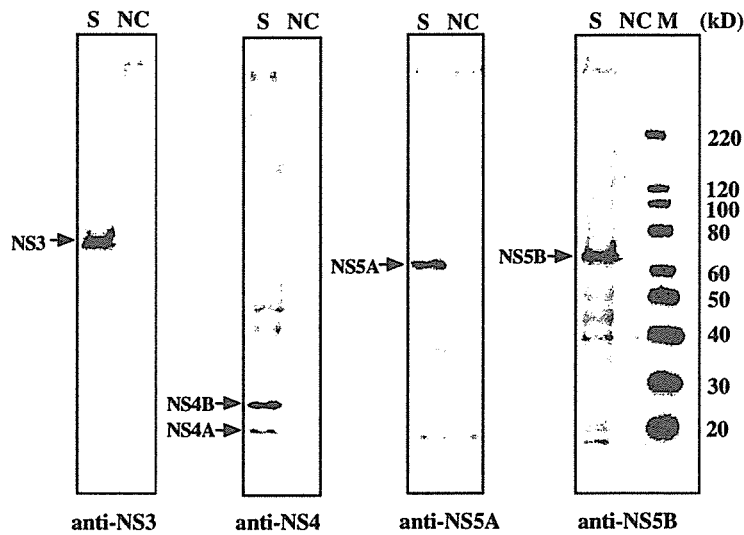 S NC S NC S NC S NC M (kD)
220
120
100
80
NS3
NS5A
NS5B
60
50
40
30
NS4B
NS4A
20
anti-NS3 anti-NS4 anti-NS5A anti-NS5B